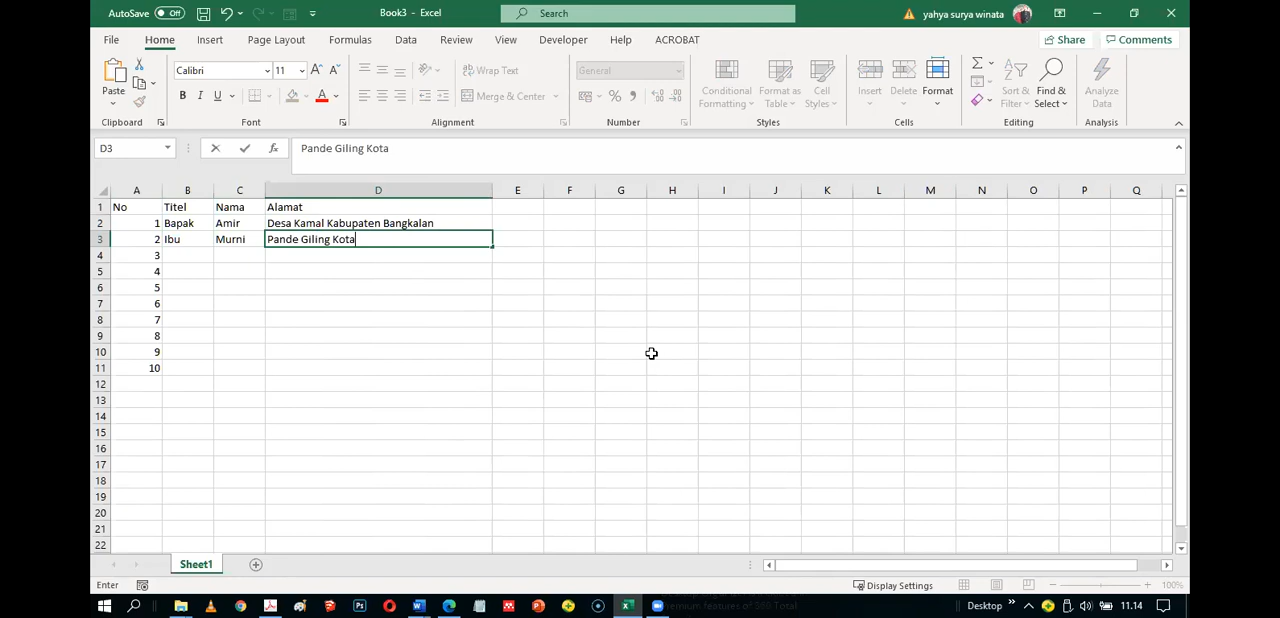 AutoSave Off Book3 - Excel Search yahya surya winata
File Home Insert Page Layout Formulas Data Review View Developer Help ACROBAT Share Comments
Paste Calibri 11 Wrap Text General Conditional Format as Cell Insert Delete Format Sort & Find & Analyze
B I U A Merge & Center % Formatting Table Styles Filter Select Data
Clipboard Font Alignment Number Styles Cells Editing Analysis
D3 fx Pande Giling Kota
A B C D E F G H I J K L M N O P Q
1 No Titel Nama Alamat
2 1 Bapak Amir Desa Kamal Kabupaten Bangkalan
3 2 Ibu Murni Pande Giling Kota
4 3
5 4
6 5
7 6
8 7
9 8
10 9
11 10
12
13
14
15
16
17
18
19
20
21
22
Sheet1
Enter Display Settings 100%
Desktop 11.14